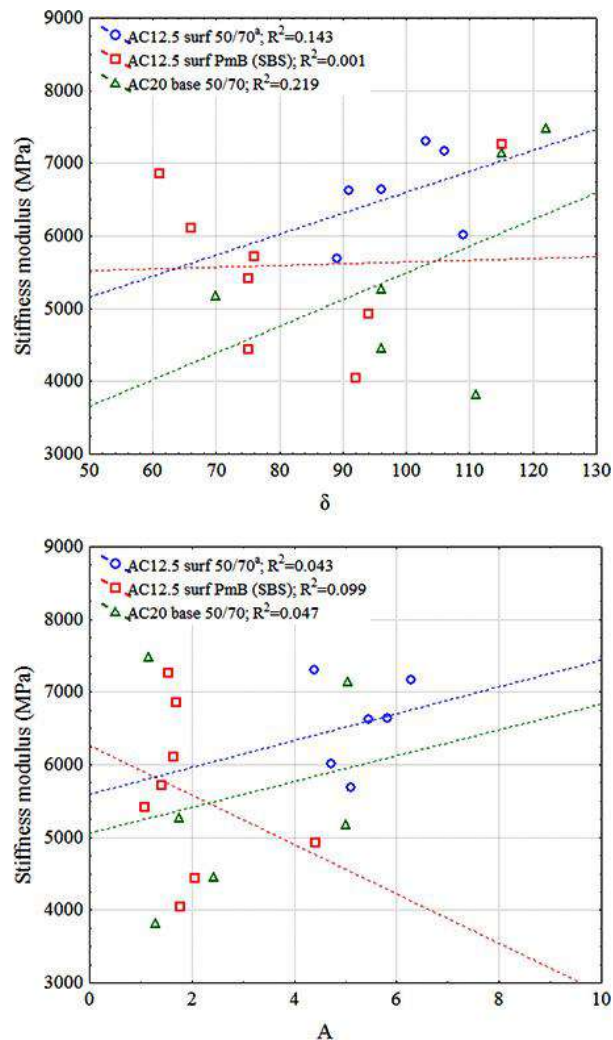 AC12.5 surf 50/70ª; R²=0.143
AC12.5 surf PmB (SBS); R²=0.001
AC20 base 50/70; R²=0.219
9000
8000
7000
6000
5000
4000
3000
Stiffness modulus (MPa)
50 60 70 80 90 100 110 120 130
δ
AC12.5 surf 50/70ª; R²=0.043
AC12.5 surf PmB (SBS); R²=0.099
AC20 base 50/70; R²=0.047
9000
8000
7000
6000
5000
4000
3000
Stiffness modulus (MPa)
0 2 4 6 8 10
A